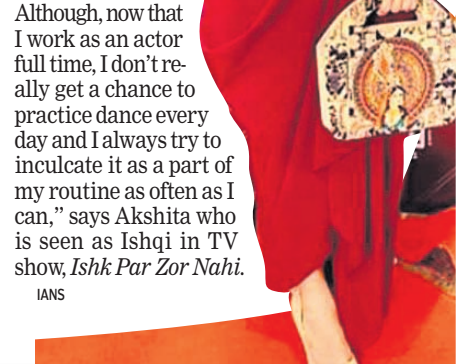 Although, now that
I work as an actor
full time, I don't re-
ally get a chance to
practice dance every
day and I always try to
inculcate it as a part of
my routine as often as I
can,” says Akshita who
is seen as Ishqi in TV
show, Ishk Par Zor Nahi.
IANS